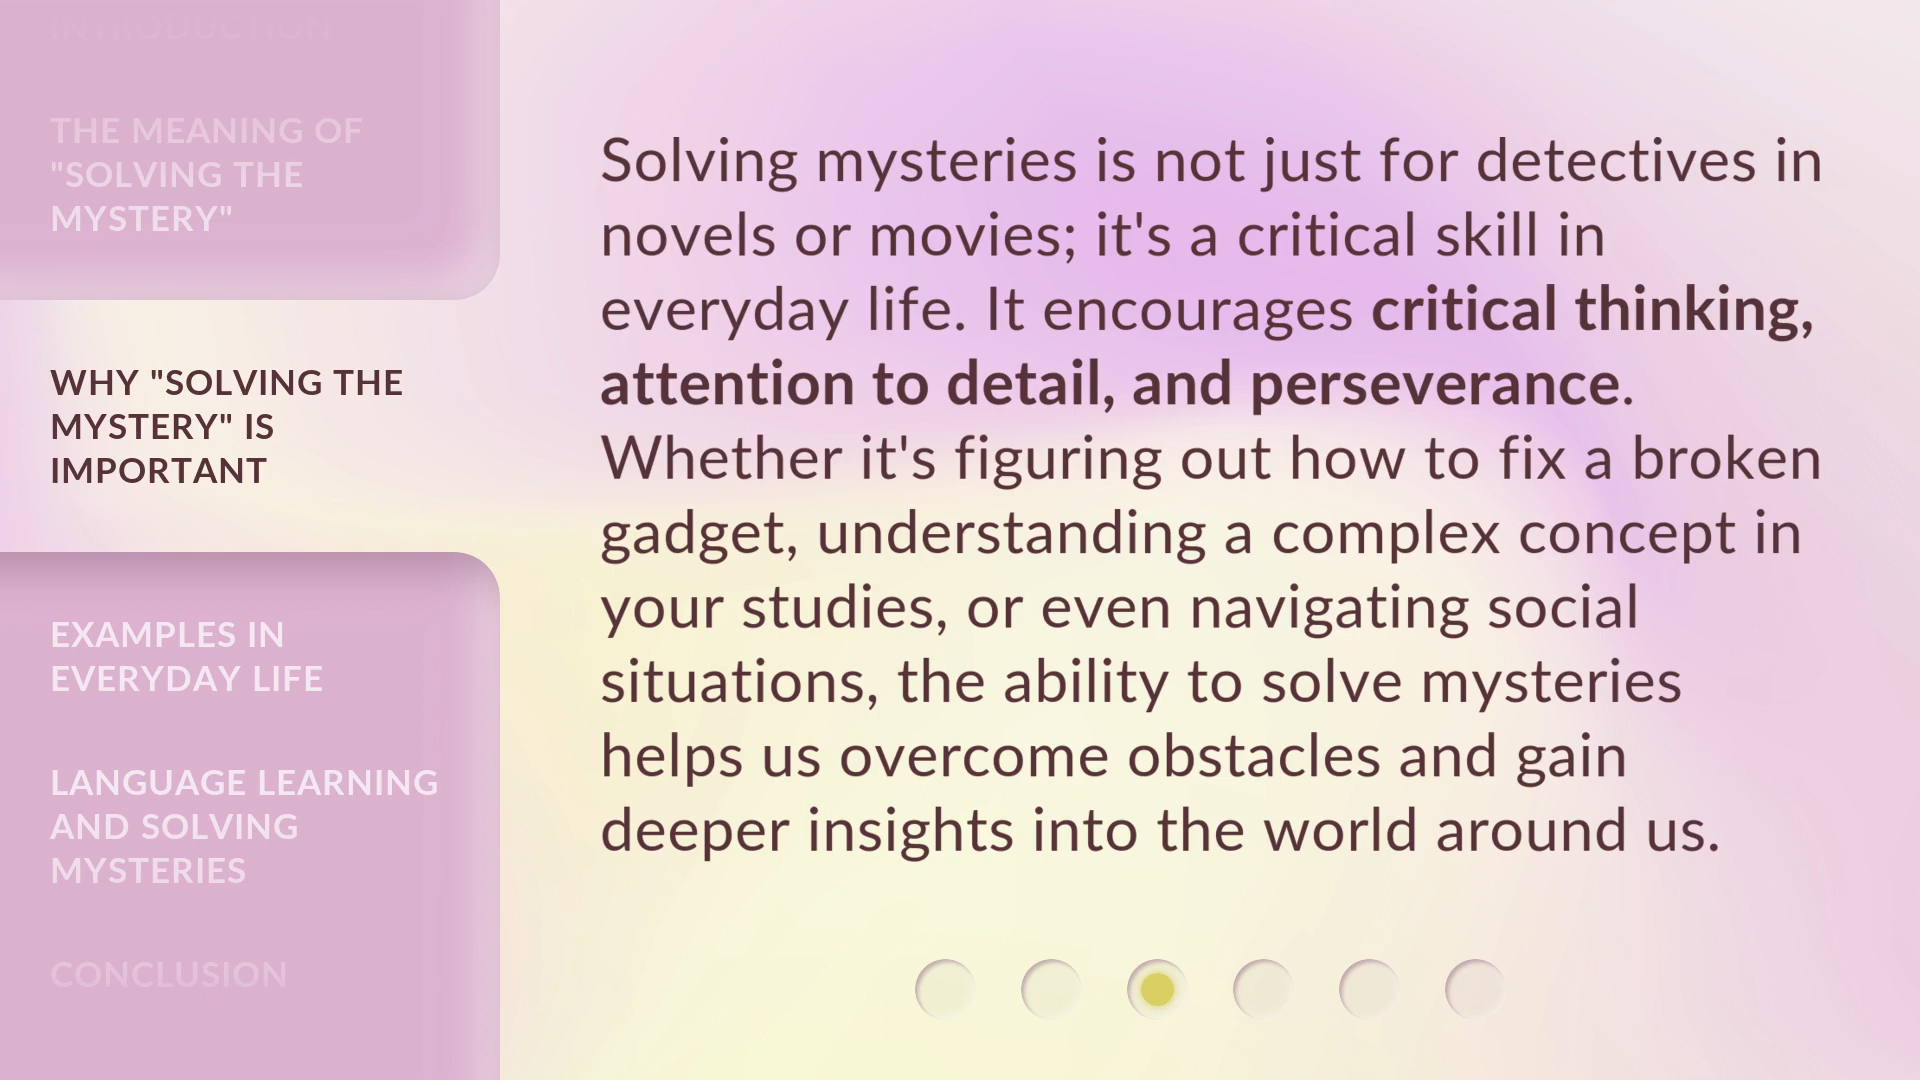 INTRODUCTION
THE MEANING OF
"SOLVING THE
MYSTERY"
WHY "SOLVING THE
MYSTERY" IS
IMPORTANT
EXAMPLES IN
EVERYDAY LIFE
LANGUAGE LEARNING
AND SOLVING
MYSTERIES
CONCLUSION
Solving mysteries is not just for detectives in
novels or movies; it's a critical skill in
everyday life. It encourages critical thinking,
attention to detail, and perseverance.
Whether it's figuring out how to fix a broken
gadget, understanding a complex concept in
your studies, or even navigating social
situations, the ability to solve mysteries
helps us overcome obstacles and gain
deeper insights into the world around us.